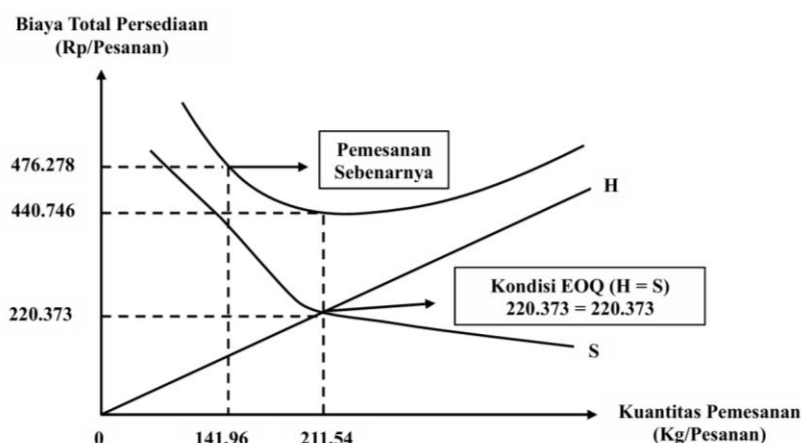 Biaya Total Persediaan
(Rp/Pesanan)
476.278
440.746
220.373
Pemesanan
Sebenarnya
H
Kondisi EOQ (H = S)
220.373 = 220.373
S
0
141.96
211.54
Kuantitas Pemesanan
(Kg/Pesanan)